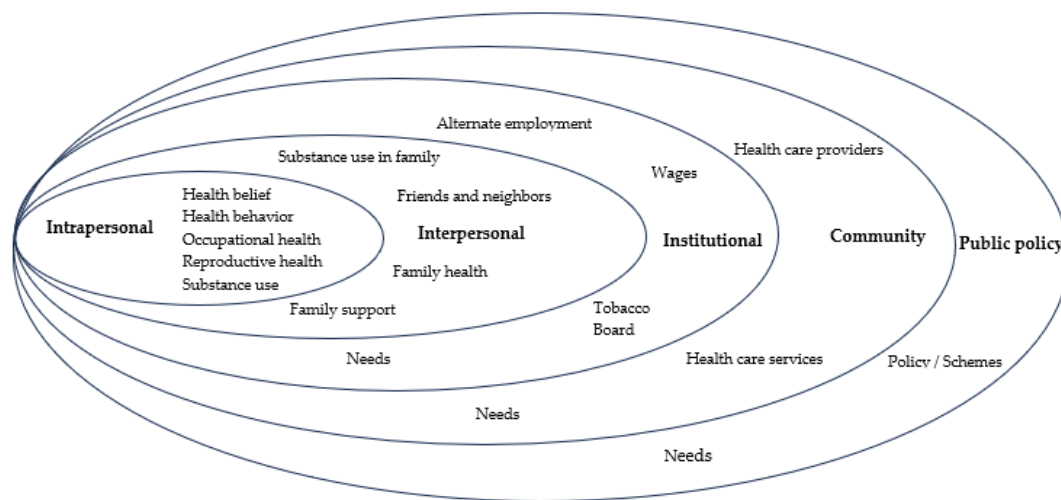 Alternate employment
Health care providers
Substance use in family
Wages
Health belief
Friends and neighbors
Health behavior
Intrapersonal
Interpersonal
Occupational health
Institutional
Community
Public policy
Reproductive health
Family health
Substance use
Family support
Tobacco
Board
Needs
Health care services
Policy / Schemes
Needs
Needs